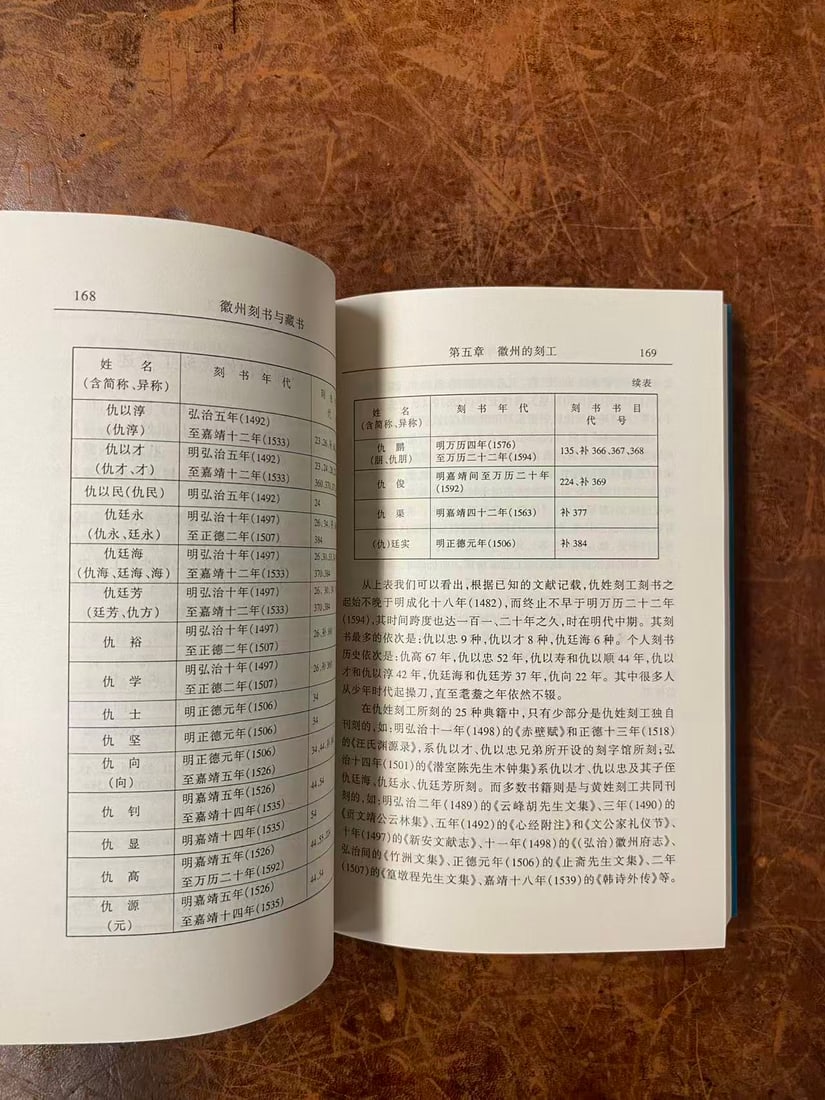 168
徽州刻书与藏书
姓 名
(含简称、异称)
刻 书 年 代
仇以淳
(仇淳)
弘治五年(1492)
至嘉靖十二年(1533)
仇以才
(仇才、才)
明弘治五年(1492)
至嘉靖十二年(1533)
仇以民(仇民)
明弘治五年(1492)
24
仇廷永
(仇永、廷永)
明弘治十年(1497)
至正德二年(1507)
384
仇廷海
(仇海、廷海、海)
明弘治十年(1497)
至嘉靖十二年(1533)
370,384
仇廷芳
(廷芳、仇方)
明弘治十年(1497)
至嘉靖十二年(1533)
370,384
仇 裕
明弘治十年(1497)
至正德二年(1507)
仇 学
明弘治十年(1497)
至正德二年(1507)
仇 士
明正德元年(1506)
34
仇 坚
明正德元年(1506)
34
仇 向
(向)
明正德元年(1506)
至嘉靖五年(1526)
仇 钊
明嘉靖五年(1526)
至嘉靖十四年(1535)
44,54
仇 显
明嘉靖十四年(1535)
54
仇 高
明嘉靖五年(1526)
至万历二十年(1592)
仇 源
(元)
明嘉靖五年(1526)
至嘉靖十四年(1535)
44,54
第五章 徽州的刻工 169
续表
姓 名
(含简称、异称)
刻 书 年 代
刻 书 书 目
代 号
仇 鹏
(朋、仇朋)
明万历四年(1576)
至万历二十二年(1594)
135、补 366,367,368
仇 俊
明嘉靖间至万历二十年
(1592)
224、补 369
仇 渠
明嘉靖四十二年(1563)
补 377
(仇)廷实
明正德元年(1506)
补 384
从上表我们可以看出，根据已知的文献记载，仇姓刻工刻书之
起始不晚于明成化十八年(1482)，而终止不早于明万历二十二年
(1594)，其时间跨度也达一百一、二十年之久，时在明代中期。其刻
书最多的依次是：仇以忠 9 种，仇以才 8 种，仇廷海 6 种。个人刻书
历史依次是：仇高 67 年，仇以忠 52 年，仇以寿和仇以顺 44 年，仇以
才和仇以淳 42 年，仇廷海和仇廷芳 37 年，仇向 22 年。其中很多人
从少年时代起操刀，直至耄耋之年依然不辍。
在仇姓刻工所刻的 25 种典籍中，只有少部分是仇姓刻工独自
刊刻的，如：明弘治十一年(1498)的《赤壁赋》和正德十三年(1518)
的《汪氏渊源录》，系仇以才、仇以忠兄弟所开设的刻字馆所刻；弘
治十四年(1501)的《潜室陈先生木钟集》系仇以才、仇以忠及其子侄
仇廷海、仇廷永、仇廷芳所刻。而多数书籍则是与黄姓刻工共同刊
刻的，如：明弘治二年(1489)的《云峰胡先生文集》、三年(1490)的
《贡文靖公云林集》、五年(1492)的《心经附注》和《文公家礼仪节》、
十年(1497)的《新安文献志》、十一年(1498)的《(弘治)徽州府志》、
弘治间的《竹洲文集》、正德元年(1506)的《止斋先生文集》、二年
(1507)的《篁墩程先生文集》、嘉靖十八年(1539)的《韩诗外传》等。